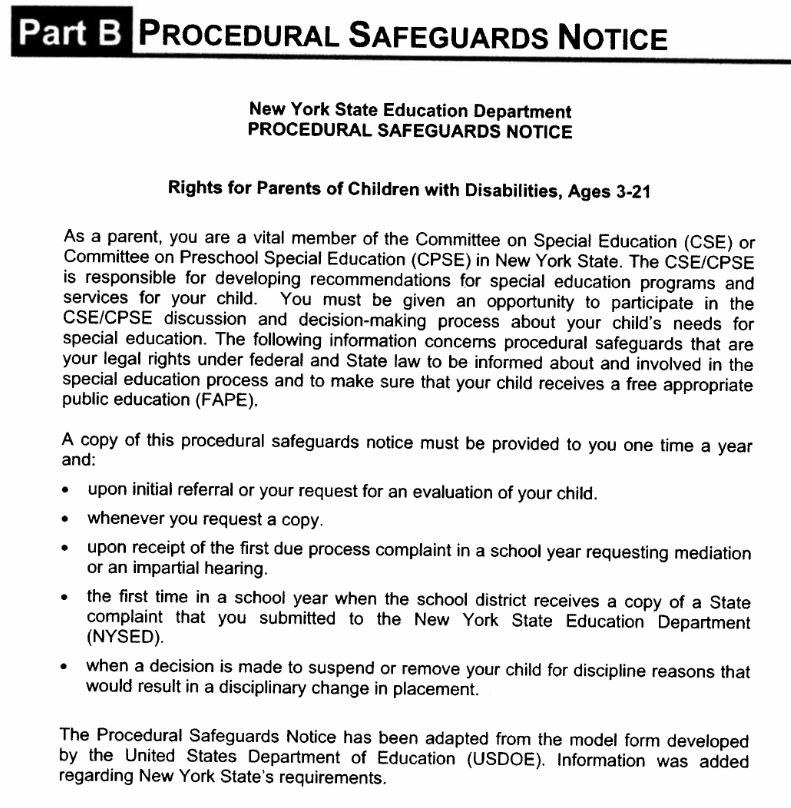 Part B PROCEDURAL SAFEGUARDS NOTICE
New York State Education Department
PROCEDURAL SAFEGUARDS NOTICE
Rights for Parents of Children with Disabilities, Ages 3-21
As a parent, you are a vital member of the Committee on Special Education (CSE) or
Committee on Preschool Special Education (CPSE) in New York State. The CSE/CPSE
is responsible for developing recommendations for special education programs and
services for your child. You must be given an opportunity to participate in the
CSE/CPSE discussion and decision-making process about your child's needs for
special education. The following information concerns procedural safeguards that are
your legal rights under federal and State law to be informed about and involved in the
special education process and to make sure that your child receives a free appropriate
public education (FAPE).
A copy of this procedural safeguards notice must be provided to you one time a year
and:
• upon initial referral or your request for an evaluation of your child.
• whenever you request a copy.
• upon receipt of the first due process complaint in a school year requesting mediation
or an impartial hearing.
• the first time in a school year when the school district receives a copy of a State
complaint that you submitted to the New York State Education Department
(NYSED).
• when a decision is made to suspend or remove your child for discipline reasons that
would result in a disciplinary change in placement.
The Procedural Safeguards Notice has been adapted from the model form developed
by the United States Department of Education (USDOE). Information was added
regarding New York State's requirements.